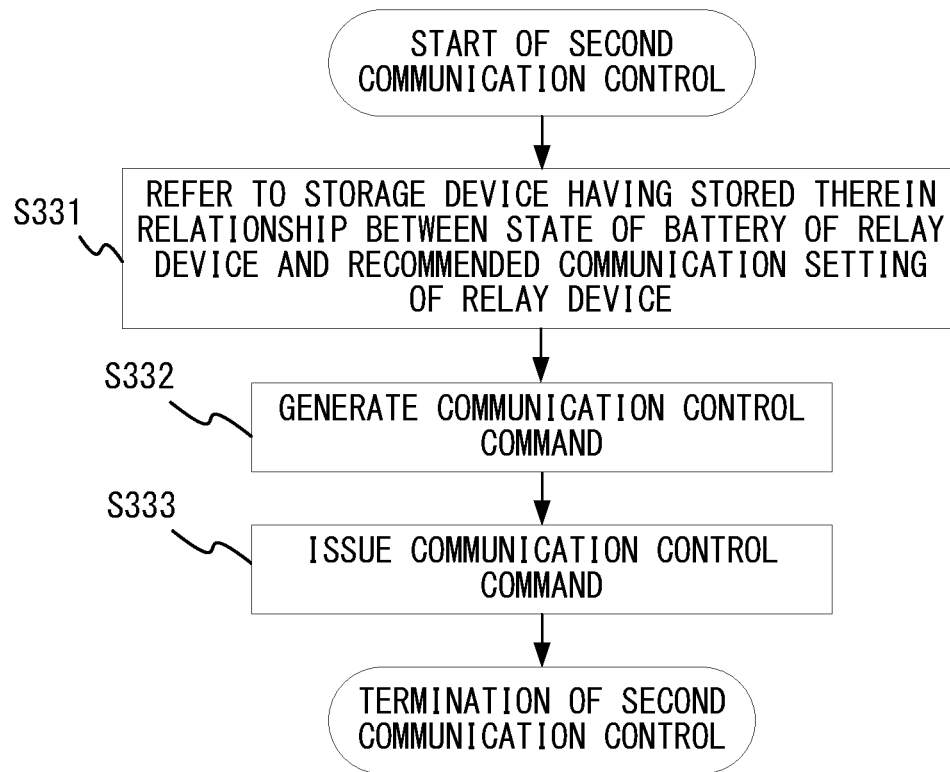 START OF SECOND
COMMUNICATION CONTROL
S331
REFER TO STORAGE DEVICE HAVING STORED THEREIN
RELATIONSHIP BETWEEN STATE OF BATTERY OF RELAY
DEVICE AND RECOMMENDED COMMUNICATION SETTING
OF RELAY DEVICE
S332
GENERATE COMMUNICATION CONTROL
COMMAND
S333
ISSUE COMMUNICATION CONTROL
COMMAND
TERMINATION OF SECOND
COMMUNICATION CONTROL